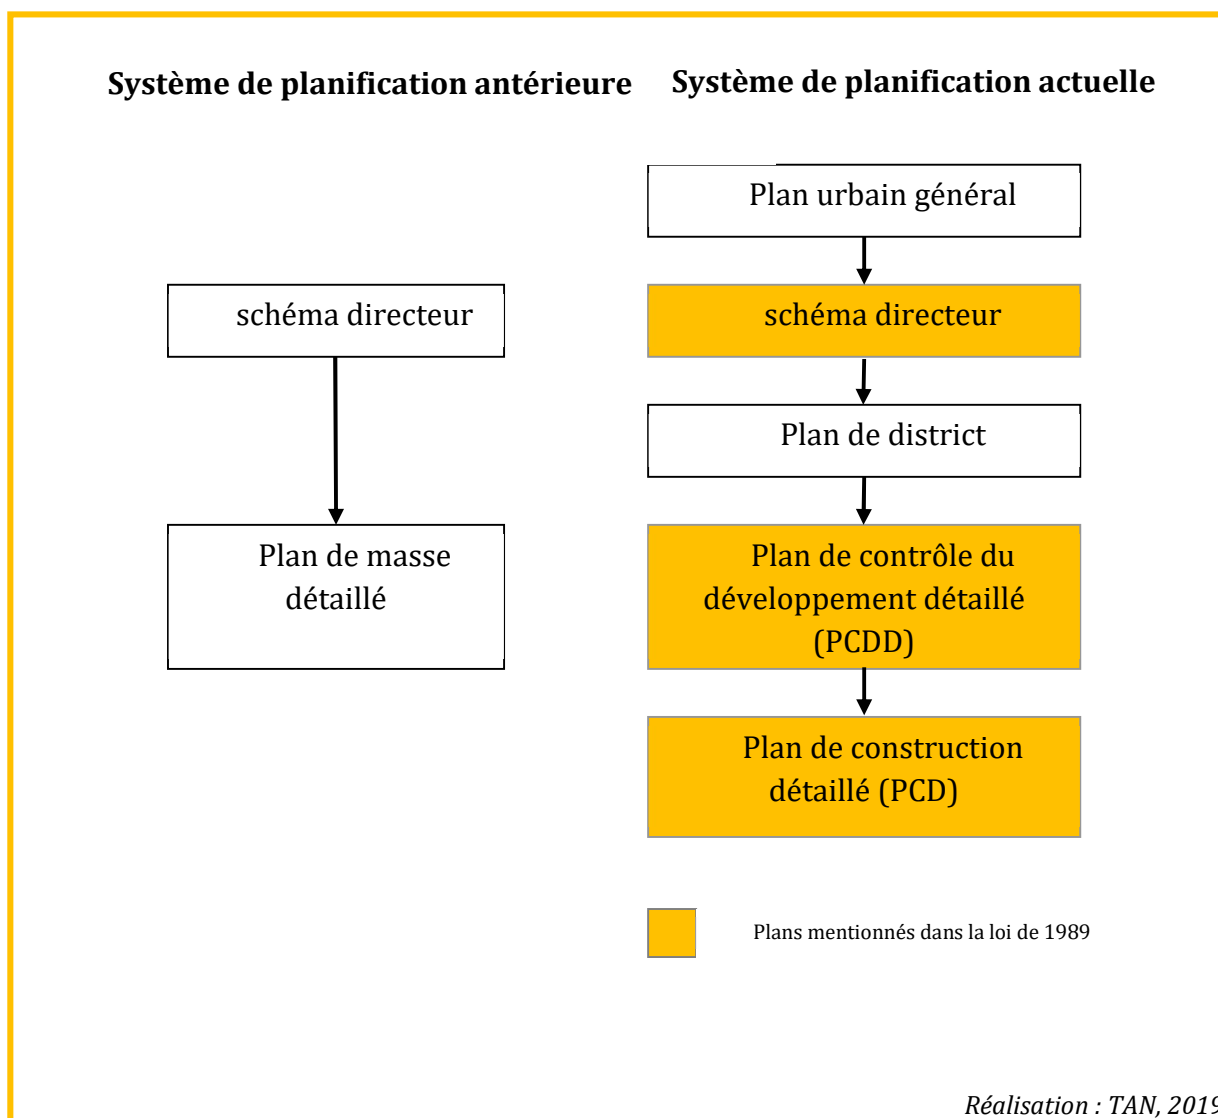 Système de planification antérieure
Système de planification actuelle
schéma directeur
Plan de masse
détaillé
Plan urbain général
schéma directeur
Plan de district
Plan de contrôle du
développement détaillé
(PCDD)
Plan de construction
détaillé (PCD)
Plans mentionnés dans la loi de 1989
Réalisation : TAN, 2019